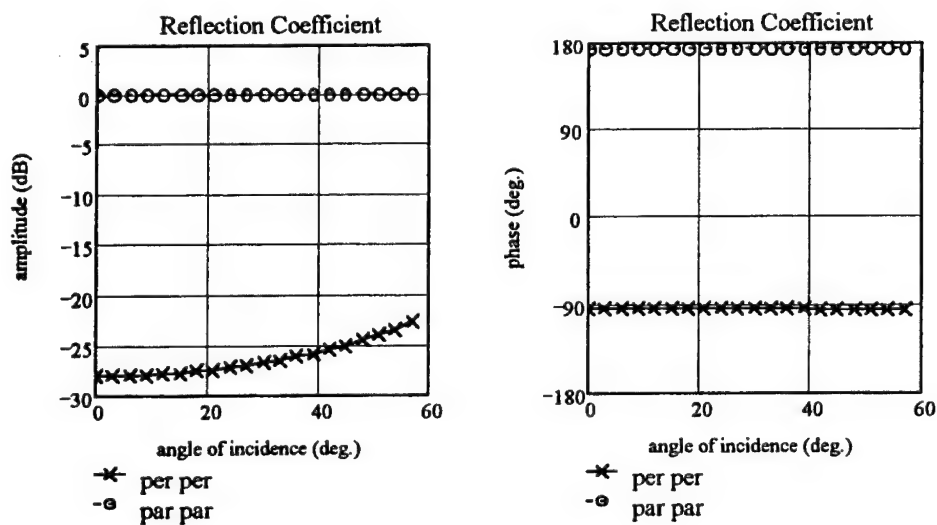 Reflection Coefficient
5
0
−5
−10
−15
−20
−25
−30
amplitude (dB)
0
20
40
60
angle of incidence (deg.)
per per
par par
Reflection Coefficient
180
90
0
−90
−180
phase (deg.)
0
20
40
60
angle of incidence (deg.)
per per
par par